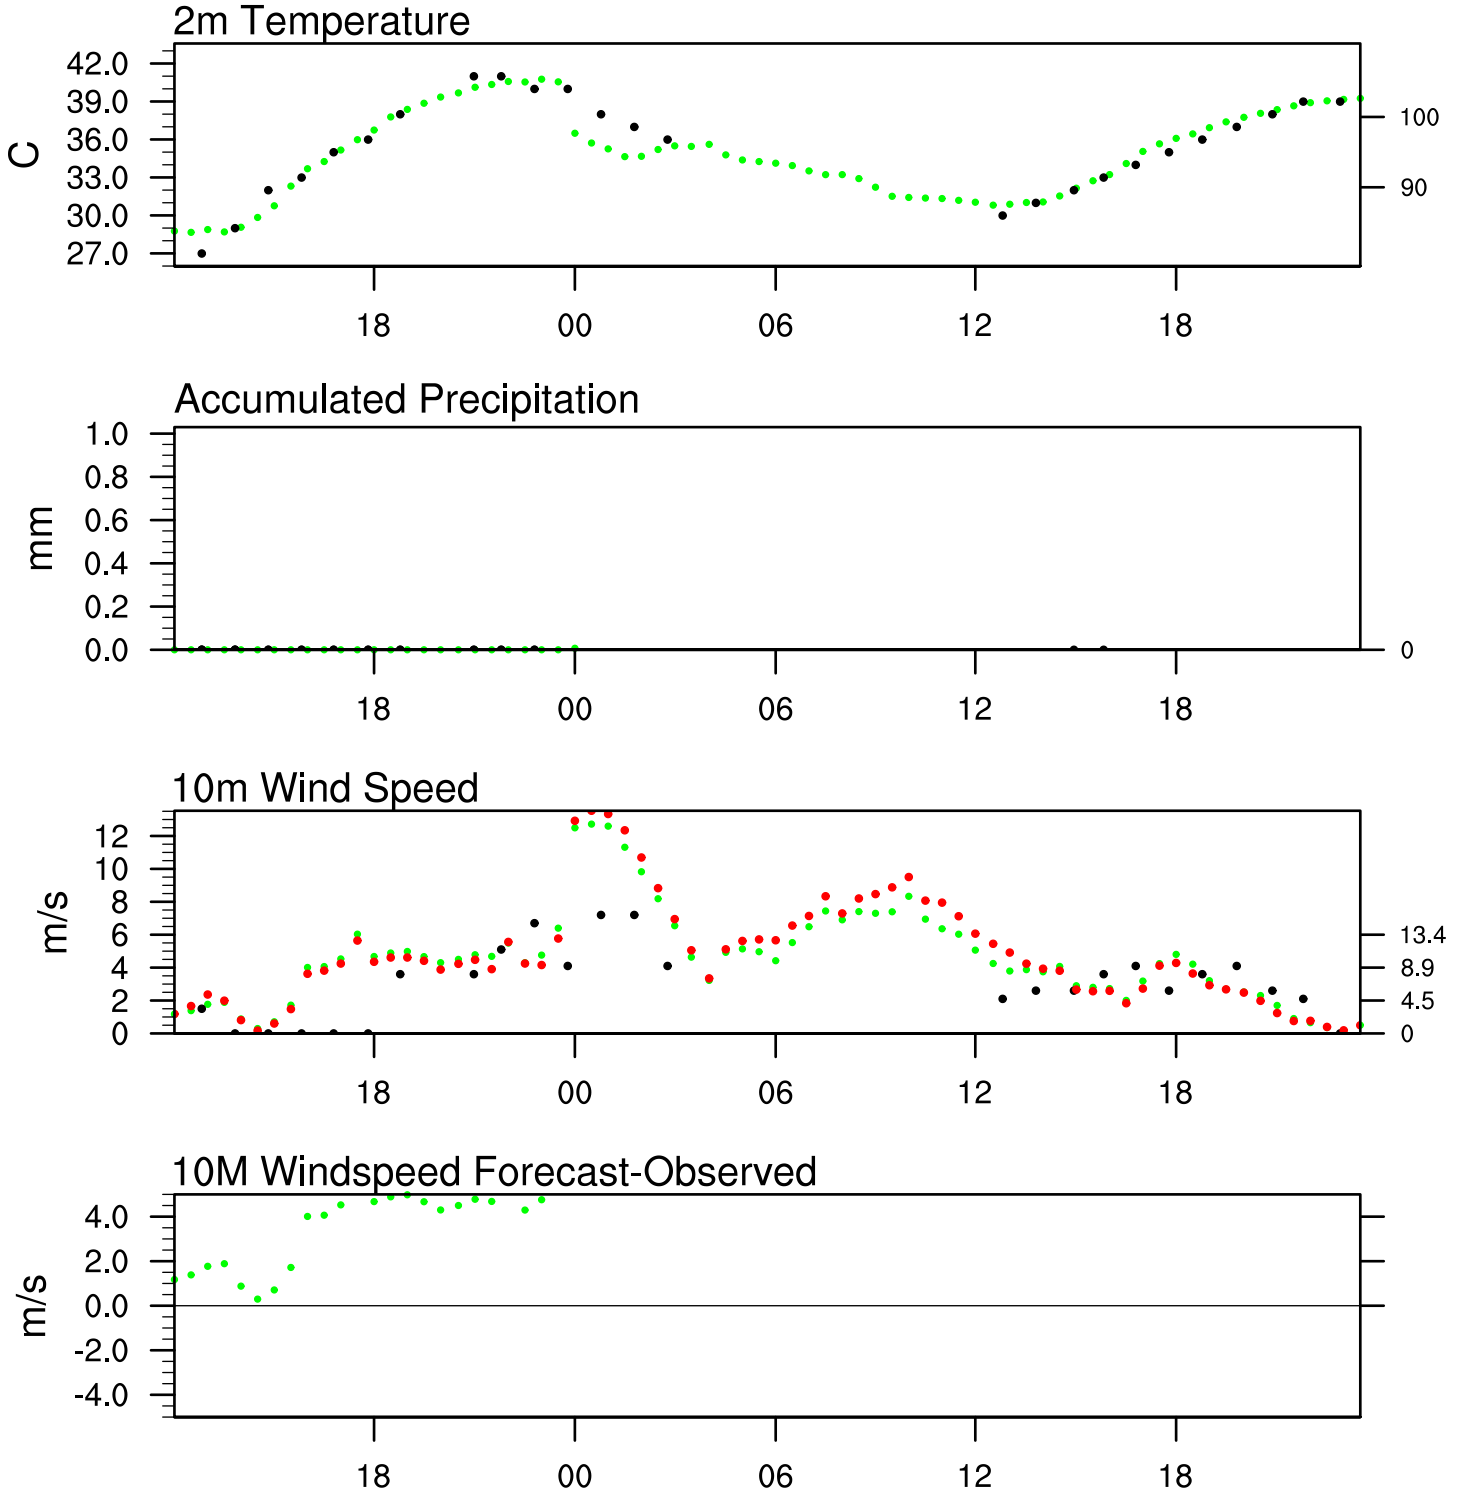 2m Temperature
42.0
39.0
36.0
33.0
30.0
27.0
C
100
90
18 00 06 12 18
Accumulated Precipitation
1.0
0.8
0.6
0.4
0.2
0.0
mm
0
18 00 06 12 18
10m Wind Speed
12
10
8
6
4
2
0
m/s
13.4
8.9
4.5
0
18 00 06 12 18
10M Windspeed Forecast-Observed
4.0
2.0
0.0
-2.0
-4.0
m/s
18 00 06 12 18